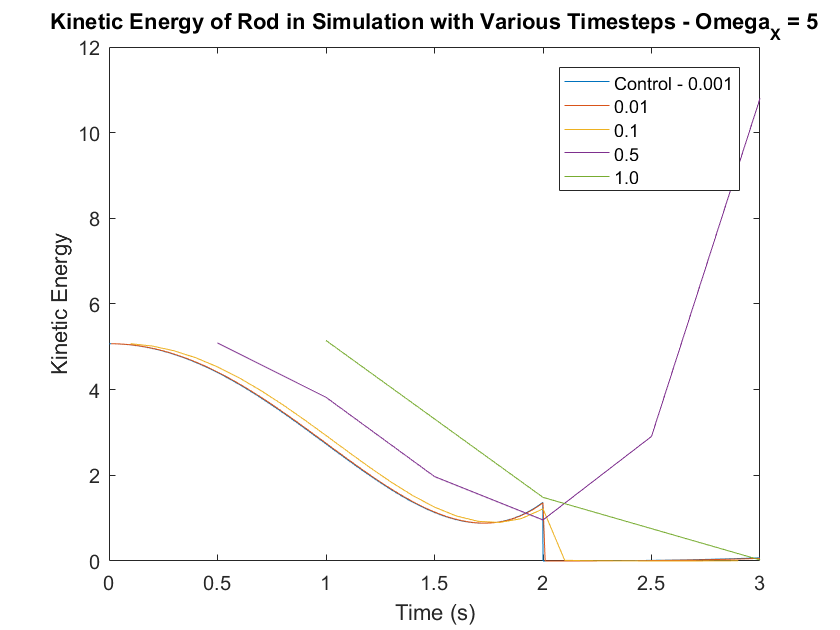 Kinetic Energy of Rod in Simulation with Various Timesteps - Omegaₓ = 5
12
10
8
6
4
2
0
Kinetic Energy
Control - 0.001
0.01
0.1
0.5
1.0
0 0.5 1 1.5 2 2.5 3
Time (s)